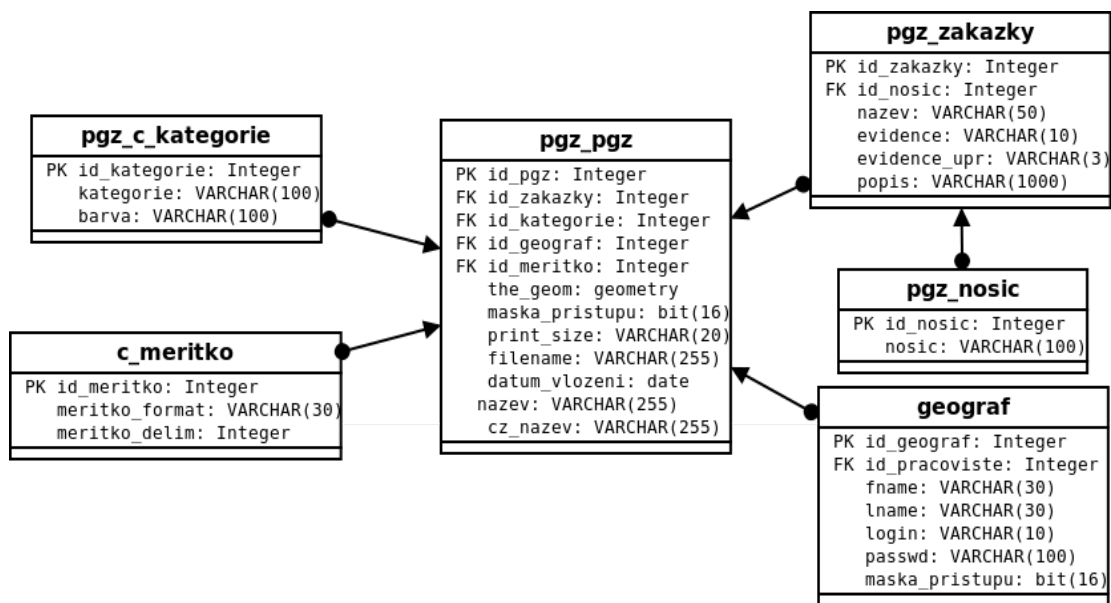 pgz_c_kategorie
PK id_kategorie: Integer
kategorie: VARCHAR(100)
barva: VARCHAR(100)
c_meritko
PK id_meritko: Integer
meritko_format: VARCHAR(30)
meritko_delim: Integer
pgz_pgz
PK id_pgz: Integer
FK id_zakazky: Integer
FK id_kategorie: Integer
FK id_geograf: Integer
FK id_meritko: Integer
the_geom: geometry
maska_pristupu: bit(16)
print_size: VARCHAR(20)
filename: VARCHAR(255)
datum_vlozeni: date
nazev: VARCHAR(255)
cz_nazev: VARCHAR(255)
pgz_zakazky
PK id_zakazky: Integer
FK id_nosic: Integer
nazev: VARCHAR(50)
evidence: VARCHAR(10)
evidence_upr: VARCHAR(3)
popis: VARCHAR(1000)
pgz_nosic
PK id_nosic: Integer
nosic: VARCHAR(100)
geograf
PK id_geograf: Integer
FK id_pracoviste: Integer
fname: VARCHAR(30)
lname: VARCHAR(30)
login: VARCHAR(10)
passwd: VARCHAR(100)
maska_pristupu: bit(16)